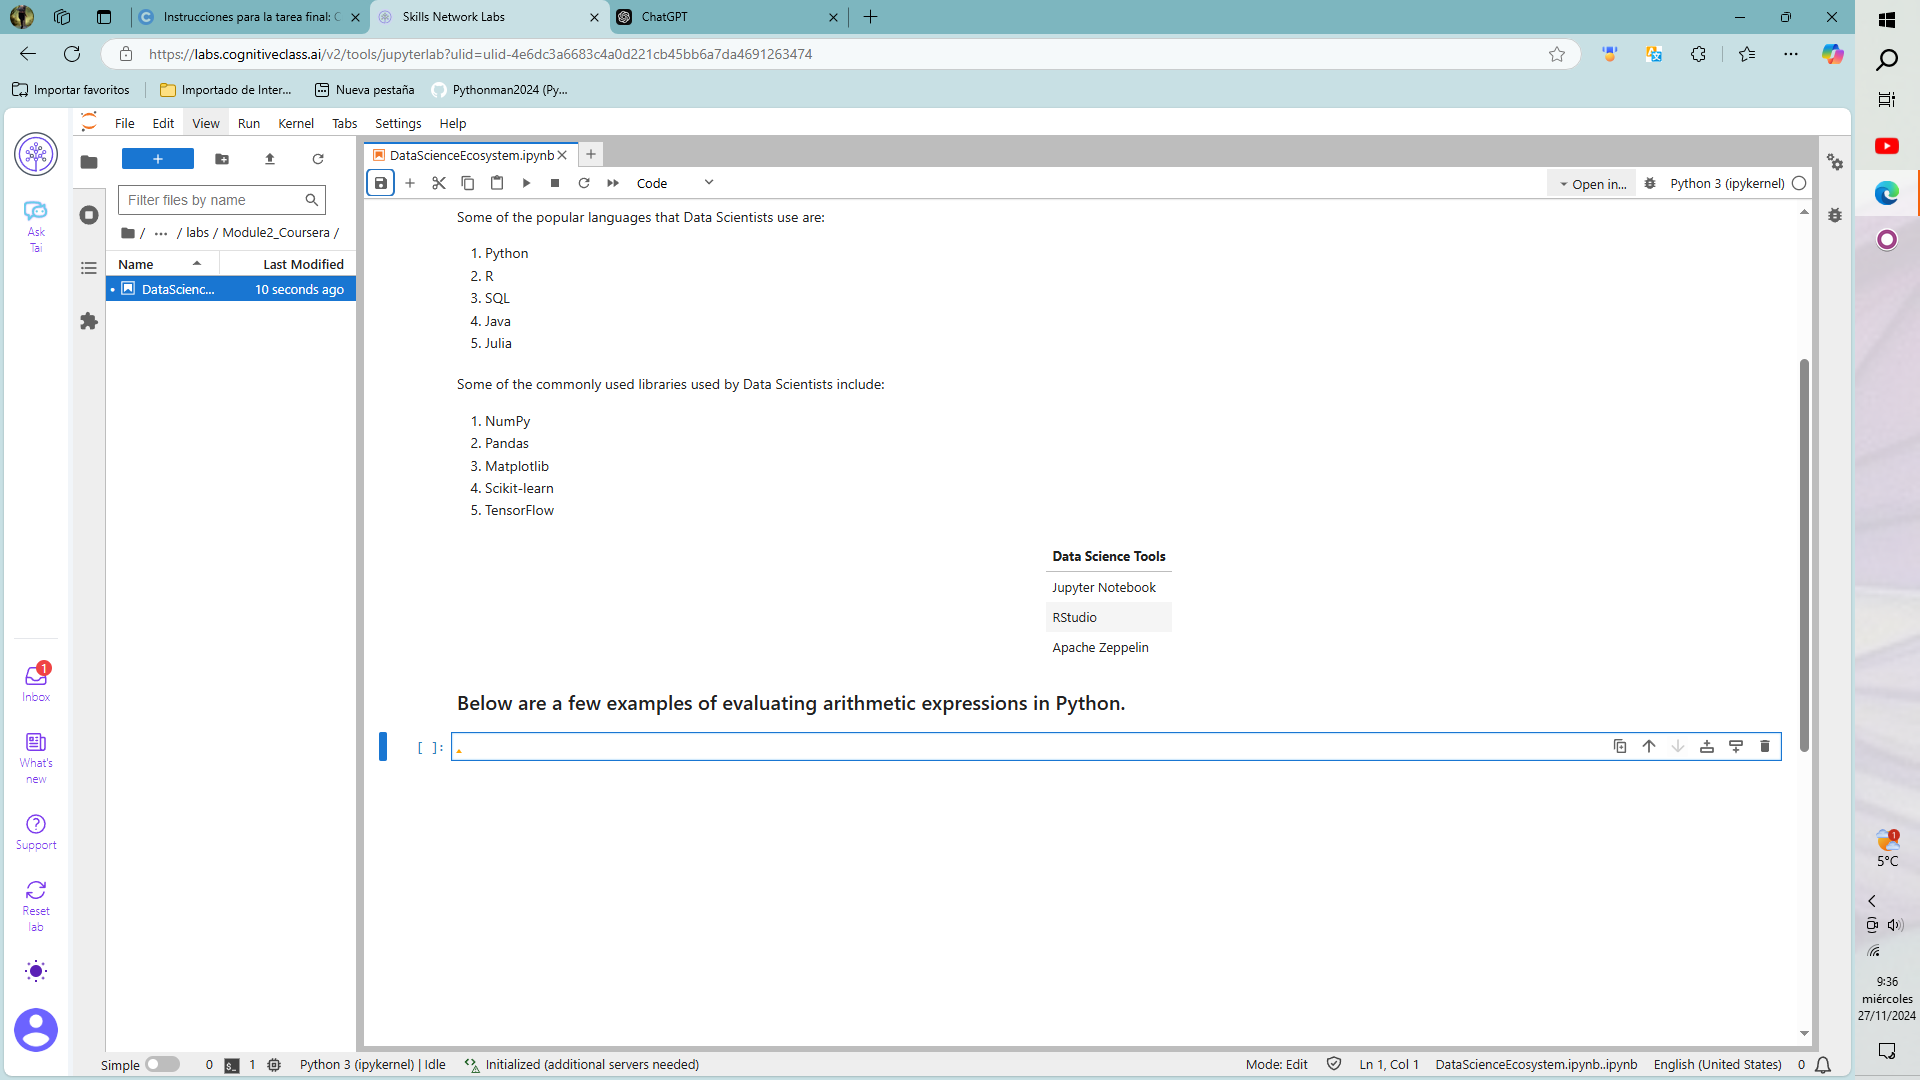 Instrucciones para la tarea final: C
Skills Network Labs
ChatGPT
https://labs.cognitiveclass.ai/v2/tools/jupyterlab?ulid=ulid-4e6dc3a6683c4a0d221cb45bb6a7da4691263474
Importar favoritos
Importado de Inter...
Nueva pestaña
Pythonman2024 (Py...
File
Edit
View
Run
Kernel
Tabs
Settings
Help
Ask
Tai
Inbox
1
What's
new
Support
Reset
lab
+
Filter files by name
/ ... / labs / Module2_Coursera /
Name
Last Modified
DataScienc...
10 seconds ago
DataScienceEcosystem.ipynb
Code
Open in...
Python 3 (ipykernel)
Some of the popular languages that Data Scientists use are:
1. Python
2. R
3. SQL
4. Java
5. Julia
Some of the commonly used libraries used by Data Scientists include:
1. NumPy
2. Pandas
3. Matplotlib
4. Scikit-learn
5. TensorFlow
Data Science Tools
Jupyter Notebook
RStudio
Apache Zeppelin
Below are a few examples of evaluating arithmetic expressions in Python.
[ ]:
Simple
0
1
Python 3 (ipykernel) | Idle
Initialized (additional servers needed)
Mode: Edit
Ln 1, Col 1
DataScienceEcosystem.ipynb..ipynb
English (United States)
0
1
5°C
9:36
miércoles
27/11/2024